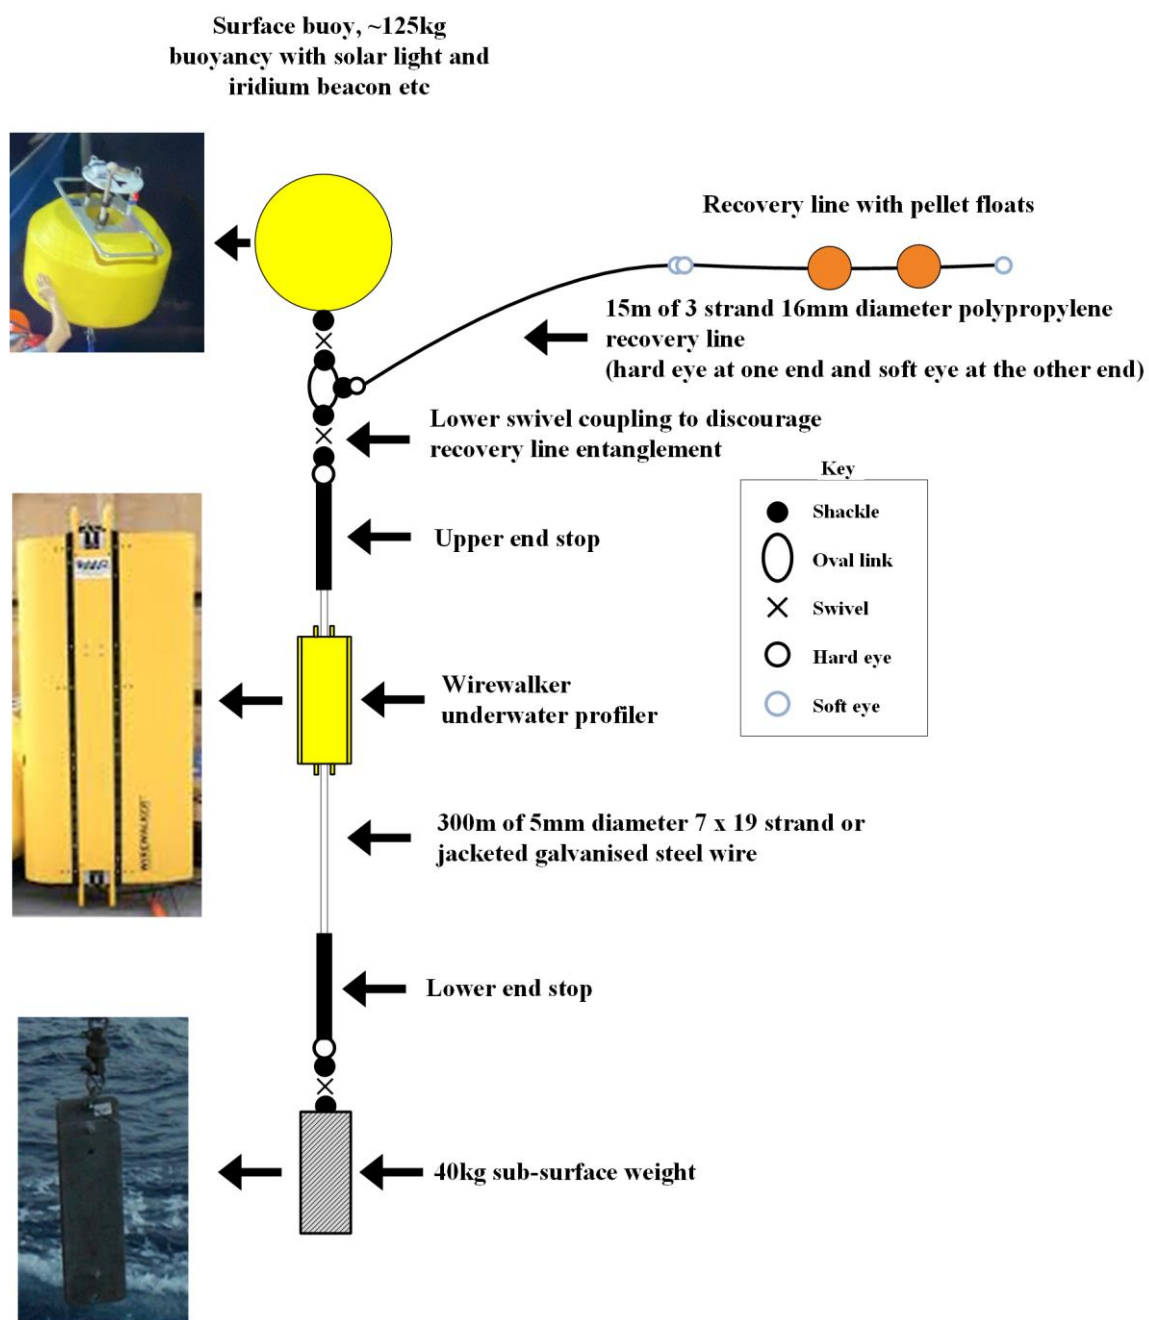 Surface buoy, ~125kg
buoyancy with solar light and
iridium beacon etc
Recovery line with pellet floats
15m of 3 strand 16mm diameter polypropylene
recovery line
(hard eye at one end and soft eye at the other end)
Lower swivel coupling to discourage
recovery line entanglement
Key
Shackle
Oval link
Swivel
Hard eye
Soft eye
Upper end stop
Wirewalker
underwater profiler
WIREWALKER
300m of 5mm diameter 7 x 19 strand or
jacketed galvanised steel wire
Lower end stop
40kg sub-surface weight